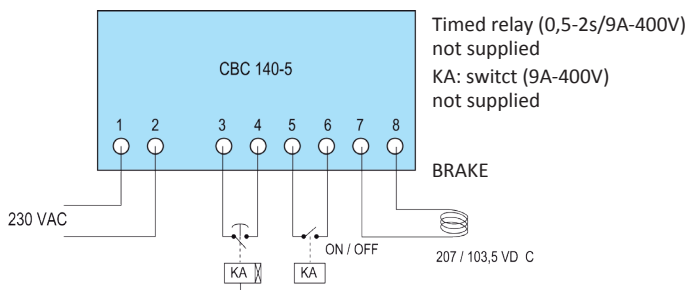 Timed relay (0,5-2s/9A-400V)
not supplied
KA: switct (9A-400V)
not supplied
CBC 140-5
1 2 3 4 5 6 7 8
BRAKE
230 VAC
ON / OFF
207 / 103,5 VD C
KA KA